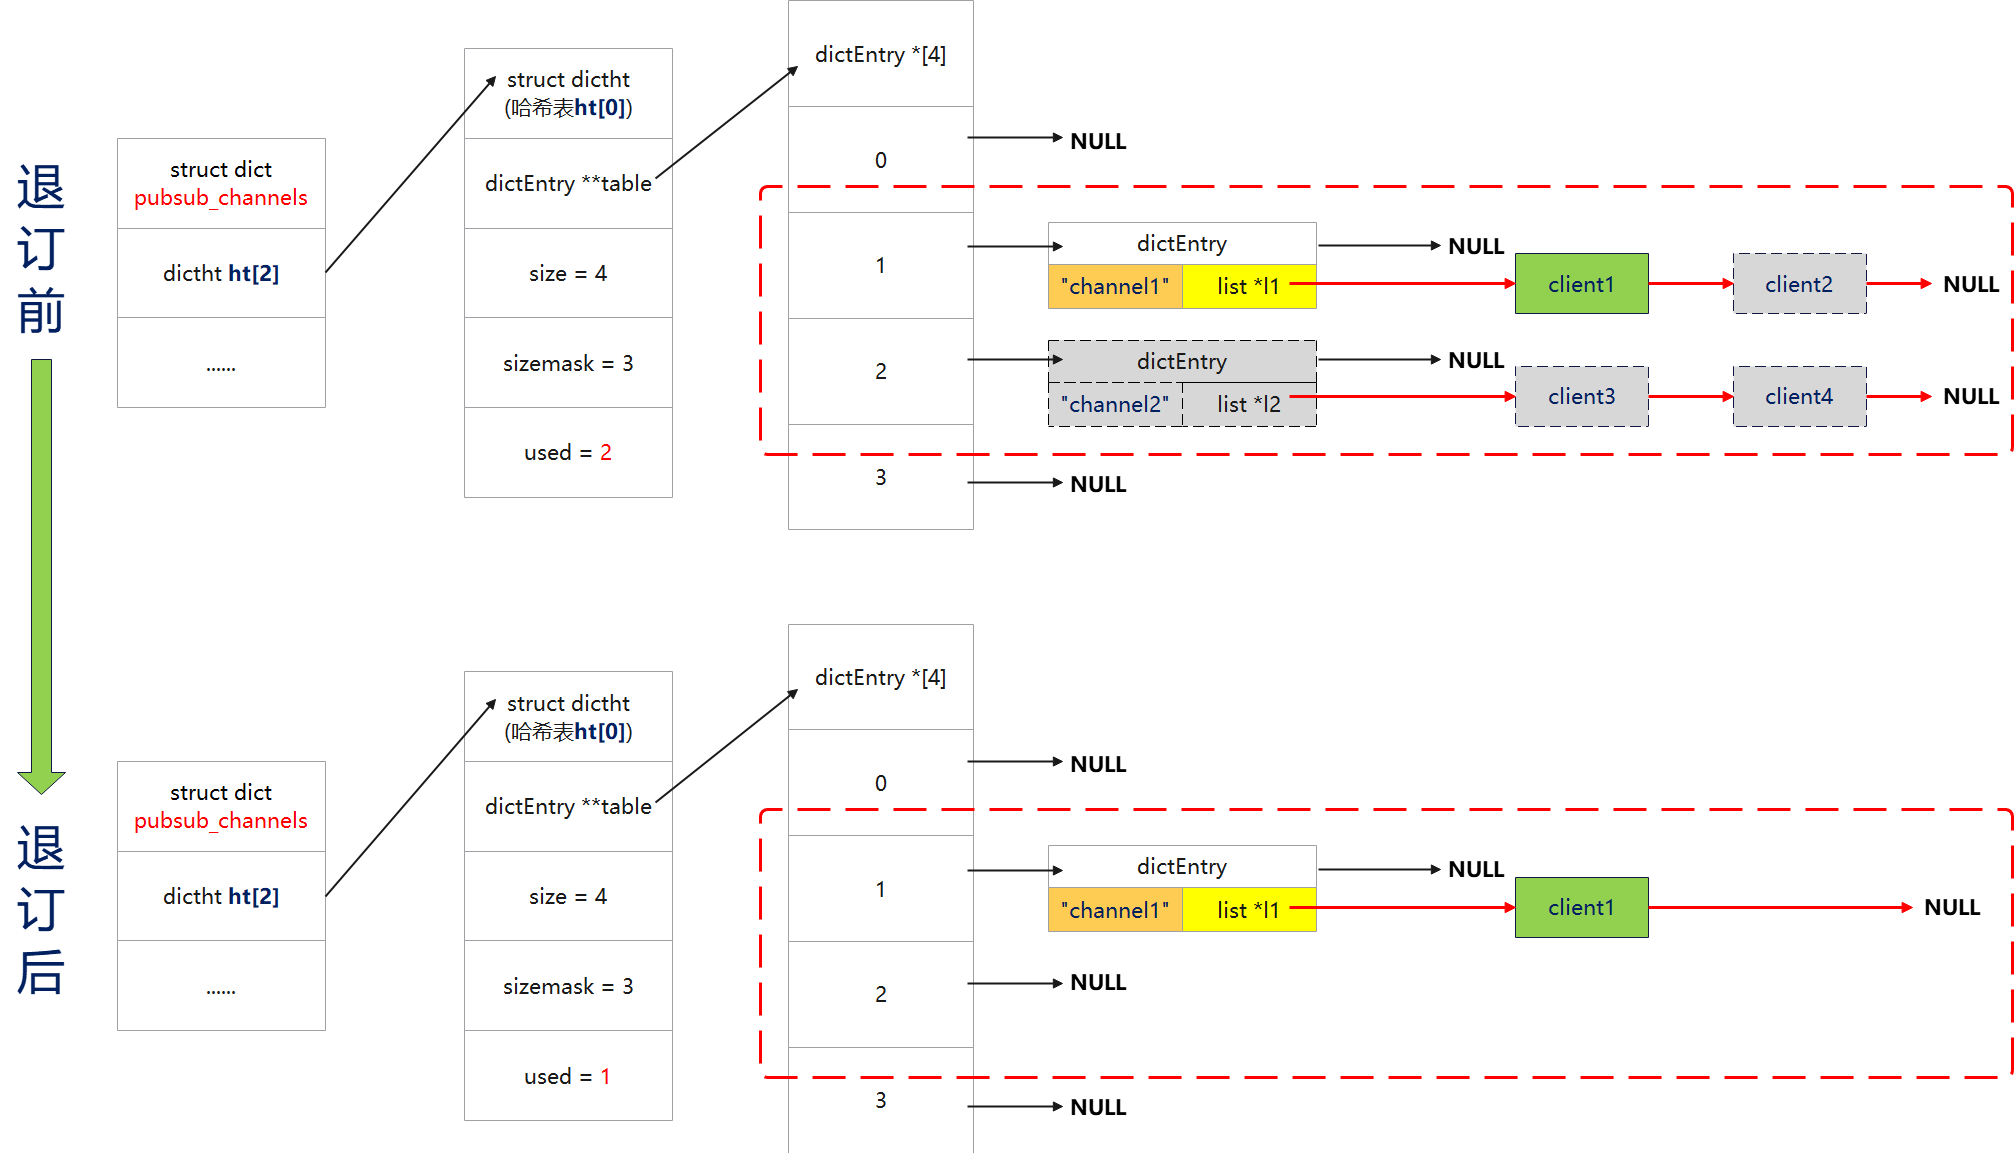 退订前
struct dict
pubsub_channels
dictht ht[2]
......
struct dictht
(哈希表ht[0])
dictEntry **table
size = 4
sizemask = 3
used = 2
dictEntry *[4]
0
NULL
1
dictEntry
NULL
"channel1"
list *l1
client1
client2
NULL
2
dictEntry
NULL
"channel2"
list *l2
client3
client4
NULL
3
NULL
退订后
struct dict
pubsub_channels
dictht ht[2]
......
struct dictht
(哈希表ht[0])
dictEntry **table
size = 4
sizemask = 3
used = 1
dictEntry *[4]
0
NULL
1
dictEntry
NULL
"channel1"
list *l1
client1
NULL
2
NULL
3
NULL